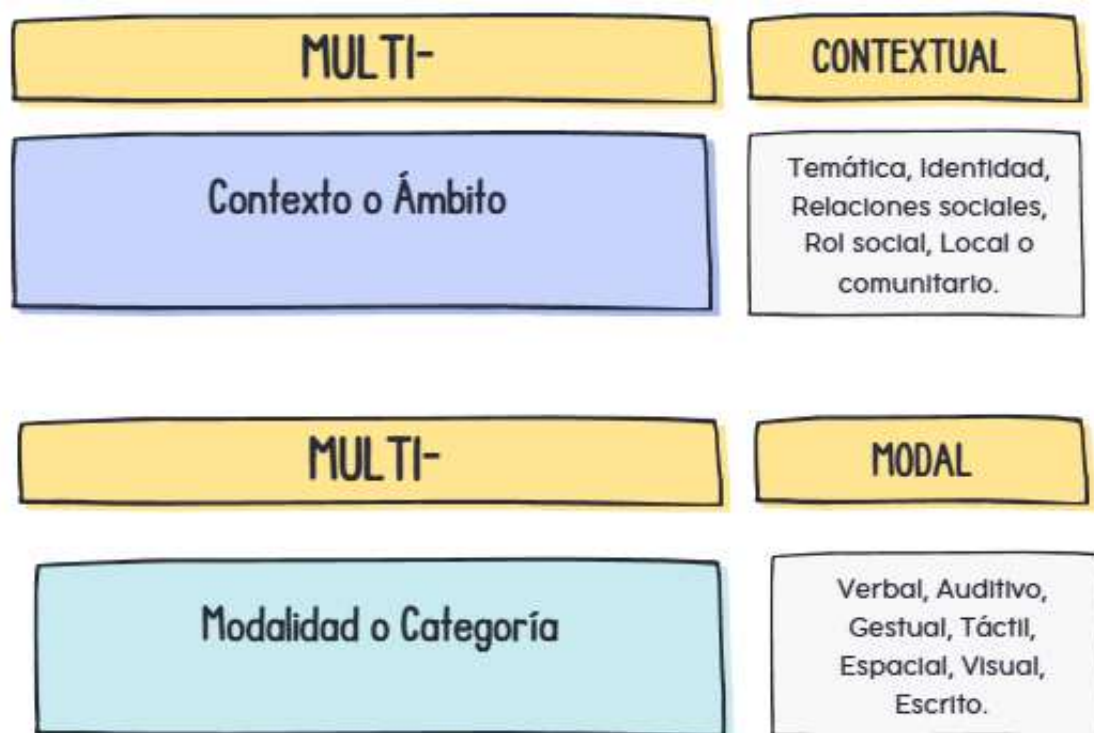 MULTI-
CONTEXTUAL
Contexto o Ámbito
Temática, Identidad,
Relaciones sociales,
Rol social, Local o
comunitario.
MULTI-
MODAL
Modalidad o Categoría
Verbal, Auditivo,
Gestual, Táctil,
Espacial, Visual,
Escrito.